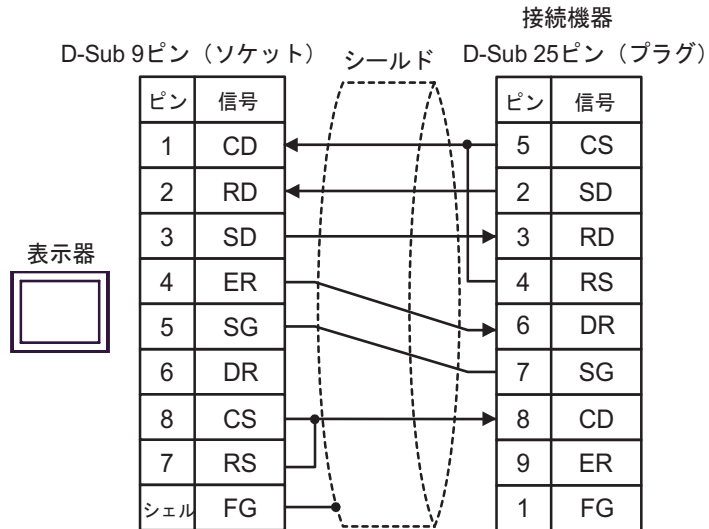 接続機器
D-Sub 9ピン（ソケット） シールド D-Sub 25ピン（プラグ）
ピン 信号 ピン 信号
1 CD 5 CS
2 RD 2 SD
3 SD 3 RD
表示器
4 ER 4 RS
5 SG 6 DR
6 DR 7 SG
8 CS 8 CD
7 RS 9 ER
シェル FG 1 FG